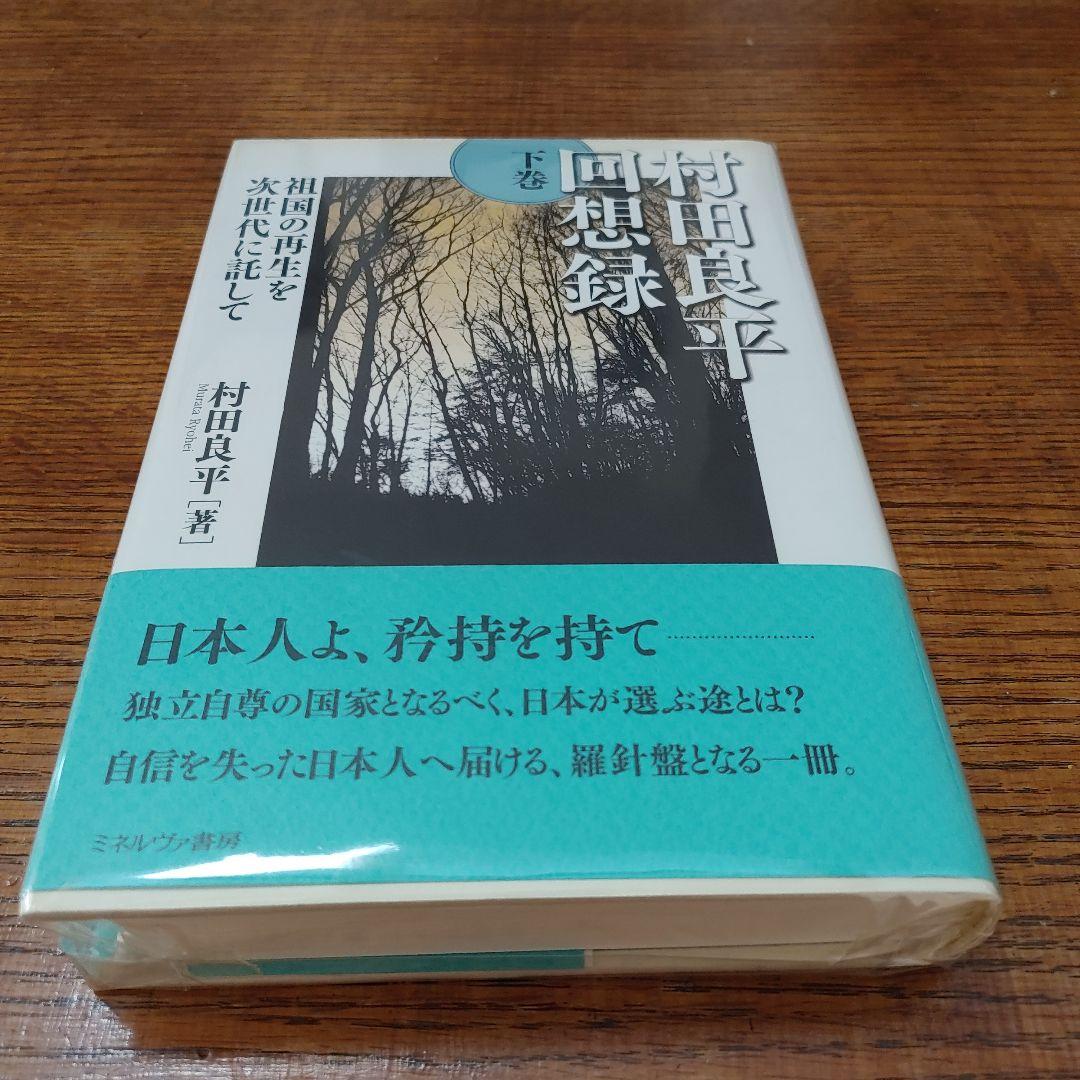 村田良平
回想録
下巻
祖国の再生を
次世代に託して
村田良平［著］
Murata Ryohei
日本人よ、矜持を持て…………
独立自尊の国家となるべく、日本が選ぶ途とは?
自信を失った日本人へ届ける、羅針盤となる一冊。
ミネルヴァ書房